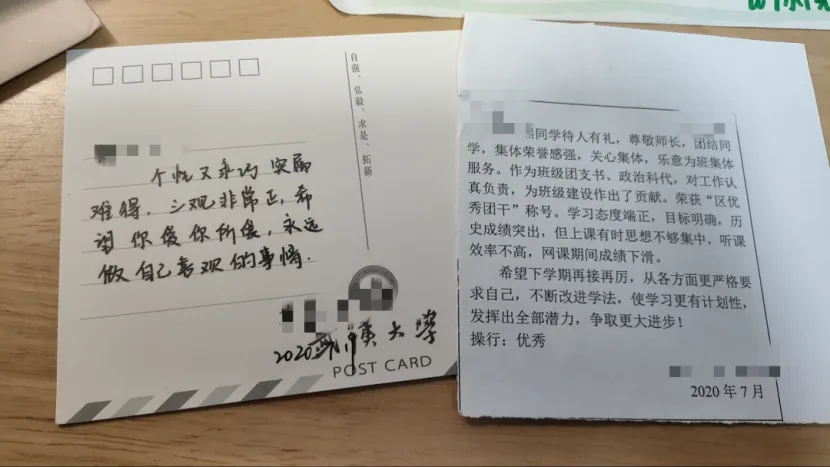 自强、弘毅、求是、拓新
个性又乖巧 实属
难得，三观非常正，希
望你爱你所爱，永远
做自己喜欢的事情.
2020 武汉大学
POST CARD
同学待人有礼，尊敬师长，团结同
学，集体荣誉感强，关心集体，乐意为班集体
服务。作为班级团支书、政治科代，对工作认
真负责，为班级建设作出了贡献。荣获“区优
秀团干”称号。学习态度端正，目标明确，历
史成绩突出，但上课有时思想不够集中，听课
效率不高，网课期间成绩下滑。
希望下学期再接再厉，从各方面更严格要
求自己，不断改进学法，使学习更有计划性，
发挥出全部潜力，争取更大进步！
操行：优秀
2020 年 7 月